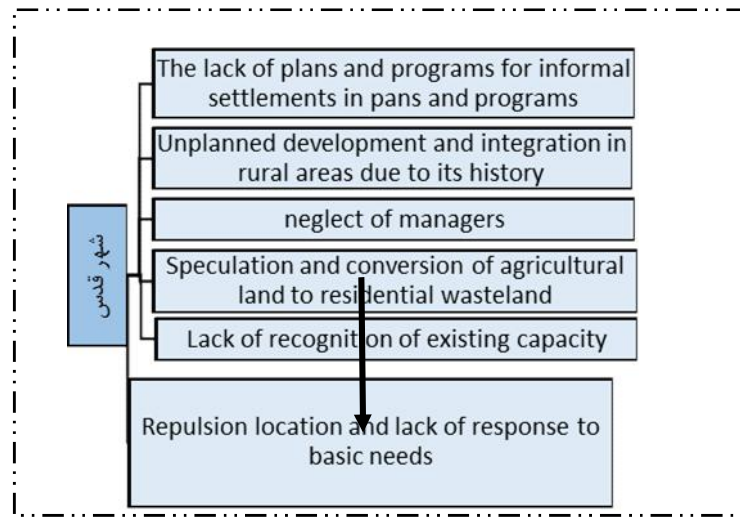 The lack of plans and programs for informal
settlements in pans and programs
Unplanned development and integration in
rural areas due to its history
neglect of managers
شهر قدس
Speculation and conversion of agricultural
land to residential wasteland
Lack of recognition of existing capacity
Repulsion location and lack of response to
basic needs